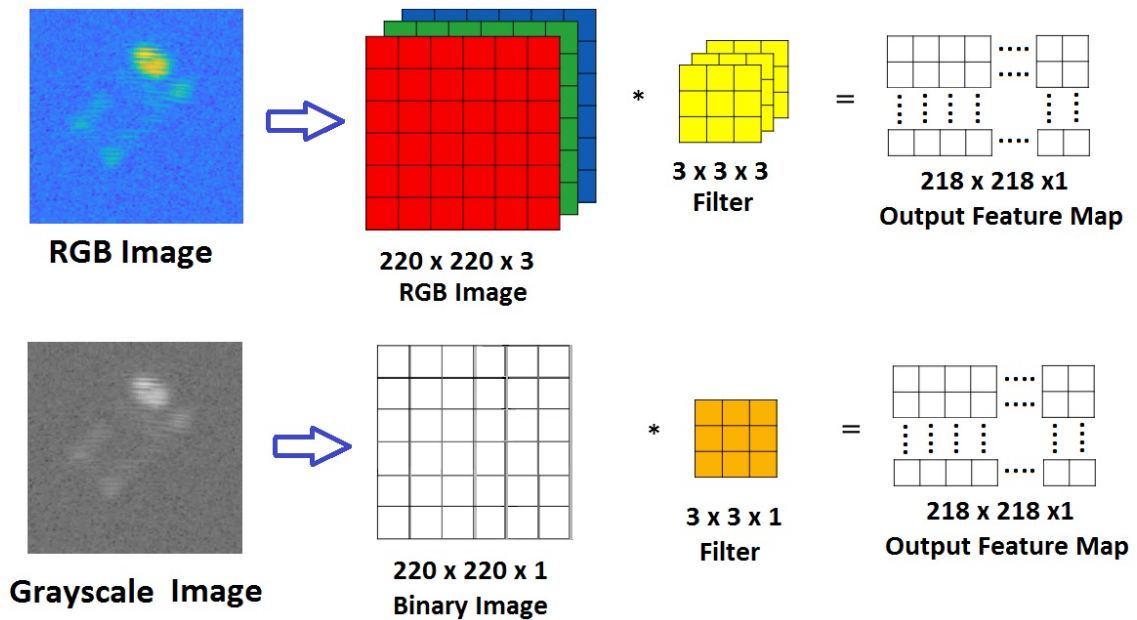 RGB Image
220 x 220 x 3
RGB Image
*
3 x 3 x 3
Filter
=
218 x 218 x1
Output Feature Map
Grayscale Image
220 x 220 x 1
Binary Image
*
3 x 3 x 1
Filter
=
218 x 218 x1
Output Feature Map